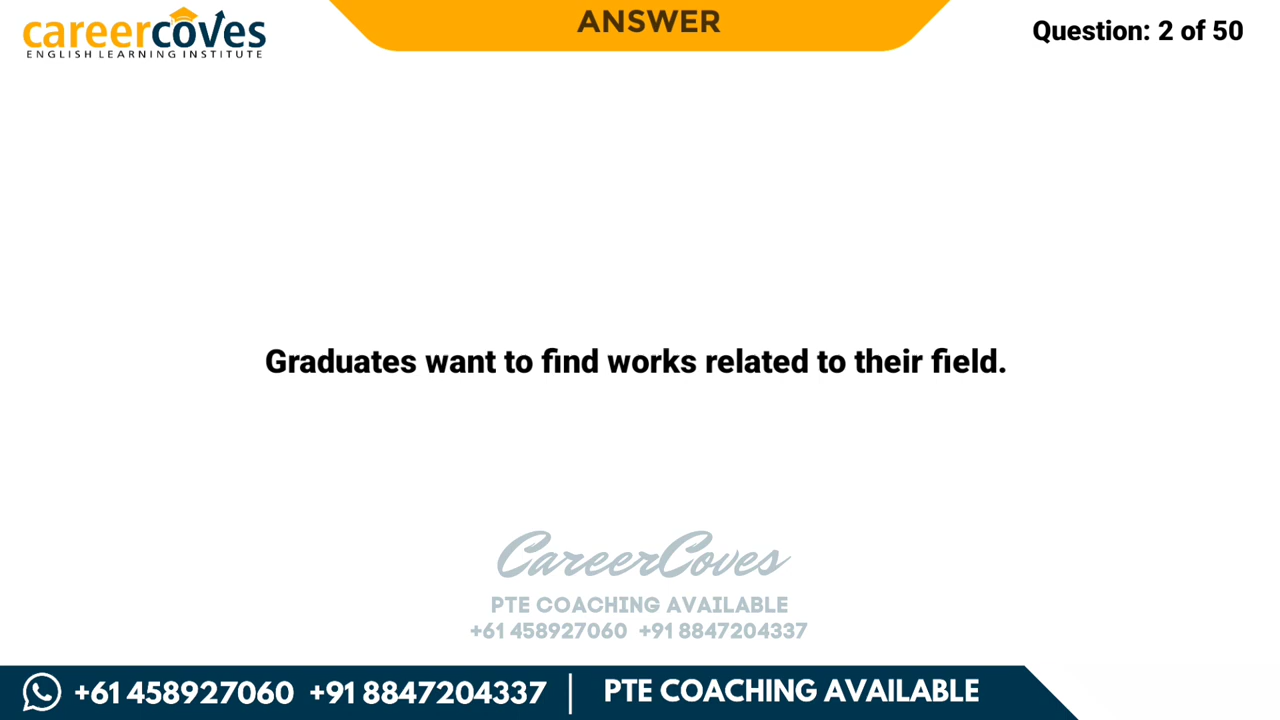 careercoves
ENGLISH LEARNING INSTITUTE
ANSWER
Question: 2 of 50
Graduates want to find works related to their field.
CareerCoves
PTE COACHING AVAILABLE
+61 458927060 +91 8847204337
+61 458927060 +91 8847204337 | PTE COACHING AVAILABLE